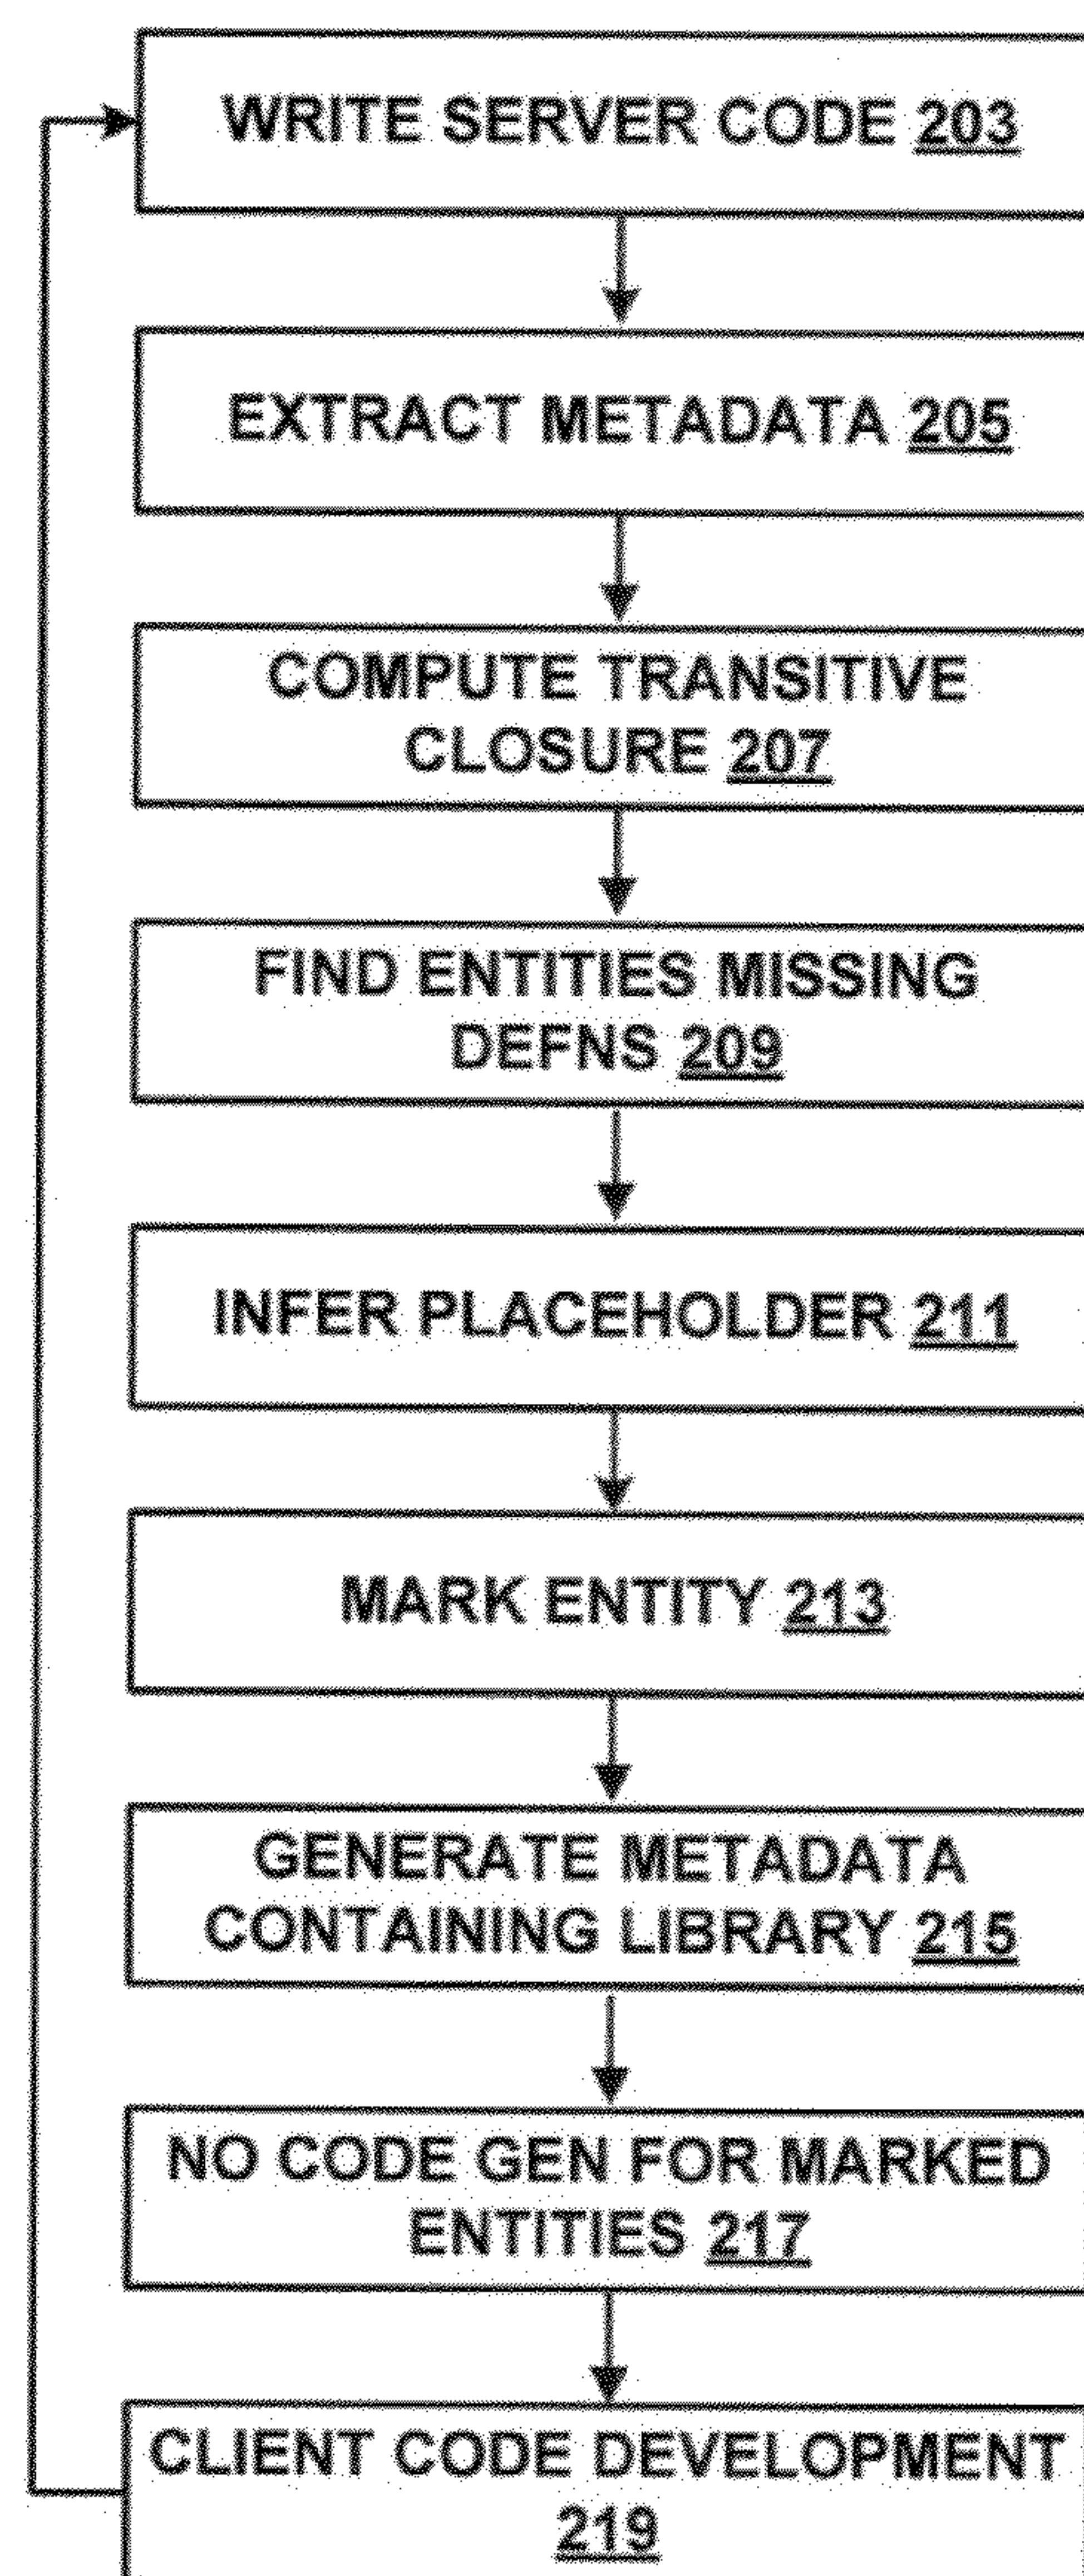 WRITE SERVER CODE 203
EXTRACT METADATA 205
COMPUTE TRANSITIVE
CLOSURE 207
FIND ENTITIES MISSING
DEFNS 209
INFER PLACEHOLDER 211
MARK ENTITY 213
GENERATE METADATA
CONTAINING LIBRARY 215
NO CODE GEN FOR MARKED
ENTITIES 217
CLIENT CODE DEVELOPMENT
219